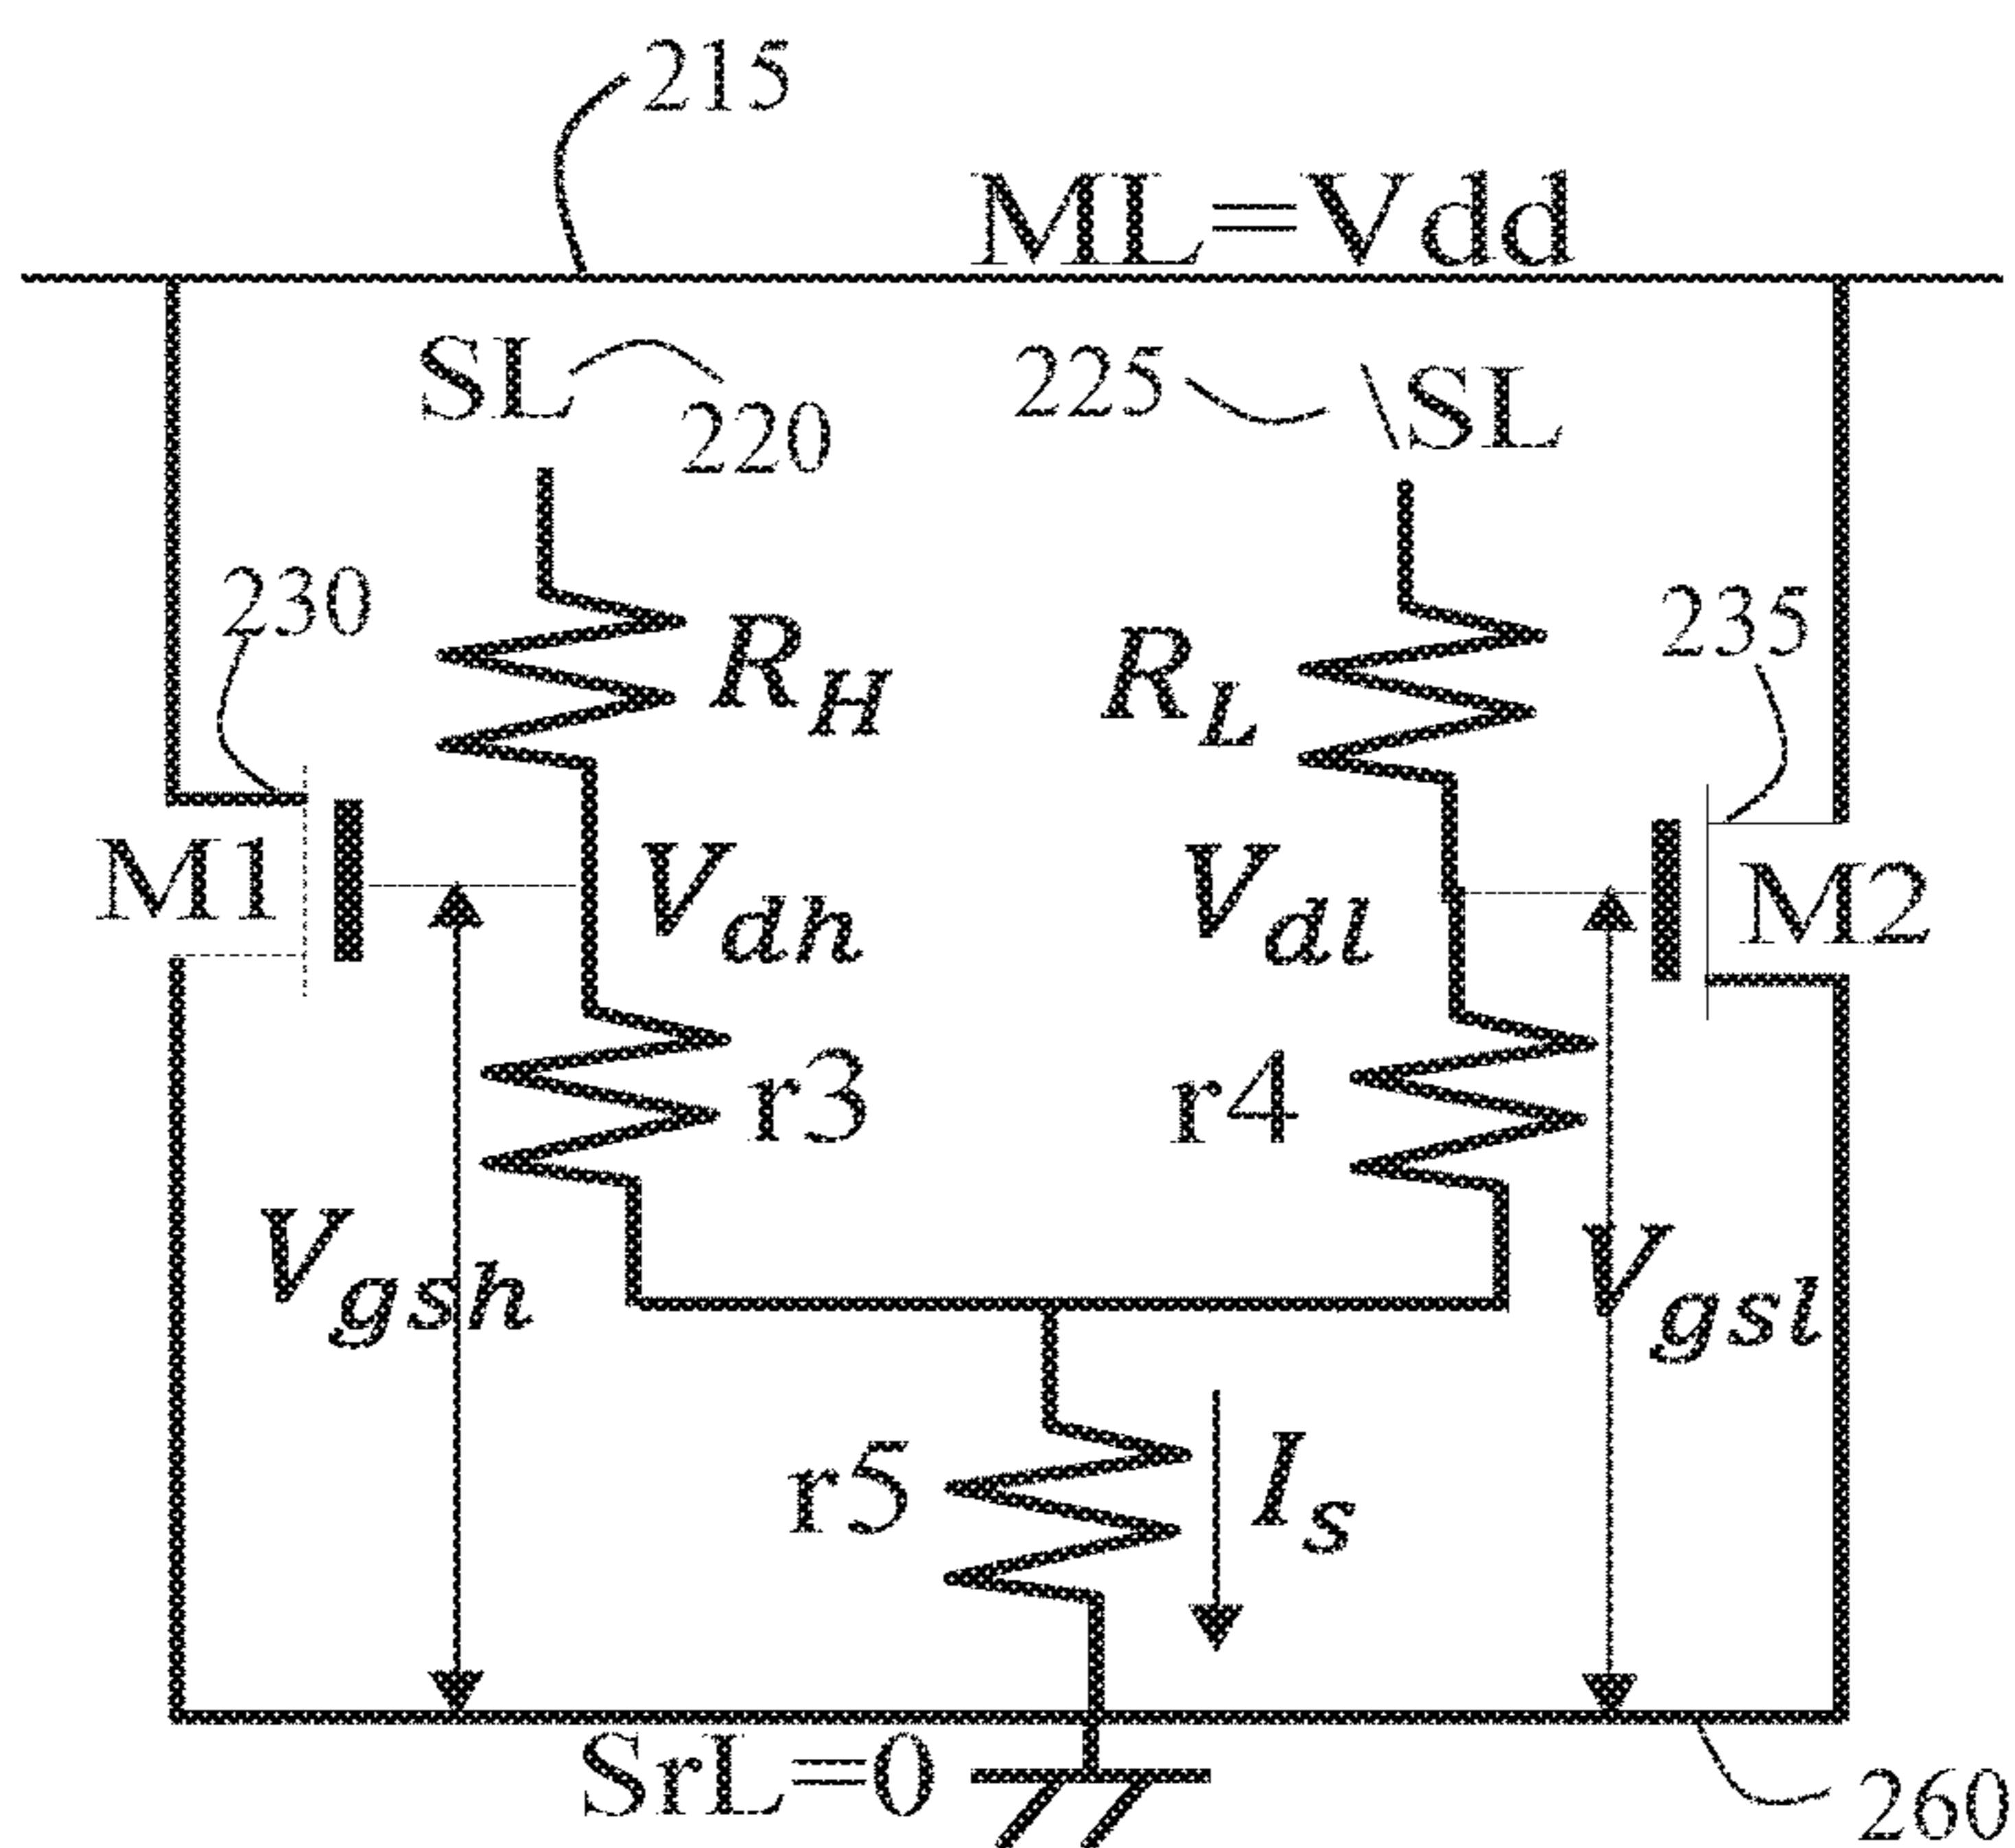 215
ML=Vdd
SL
220
225
\SL
230
R_H
R_L
235
M1
V_dh
V_dl
M2
r3
r4
V_gsh
V_gsl
r5
I_s
SrL=0
260